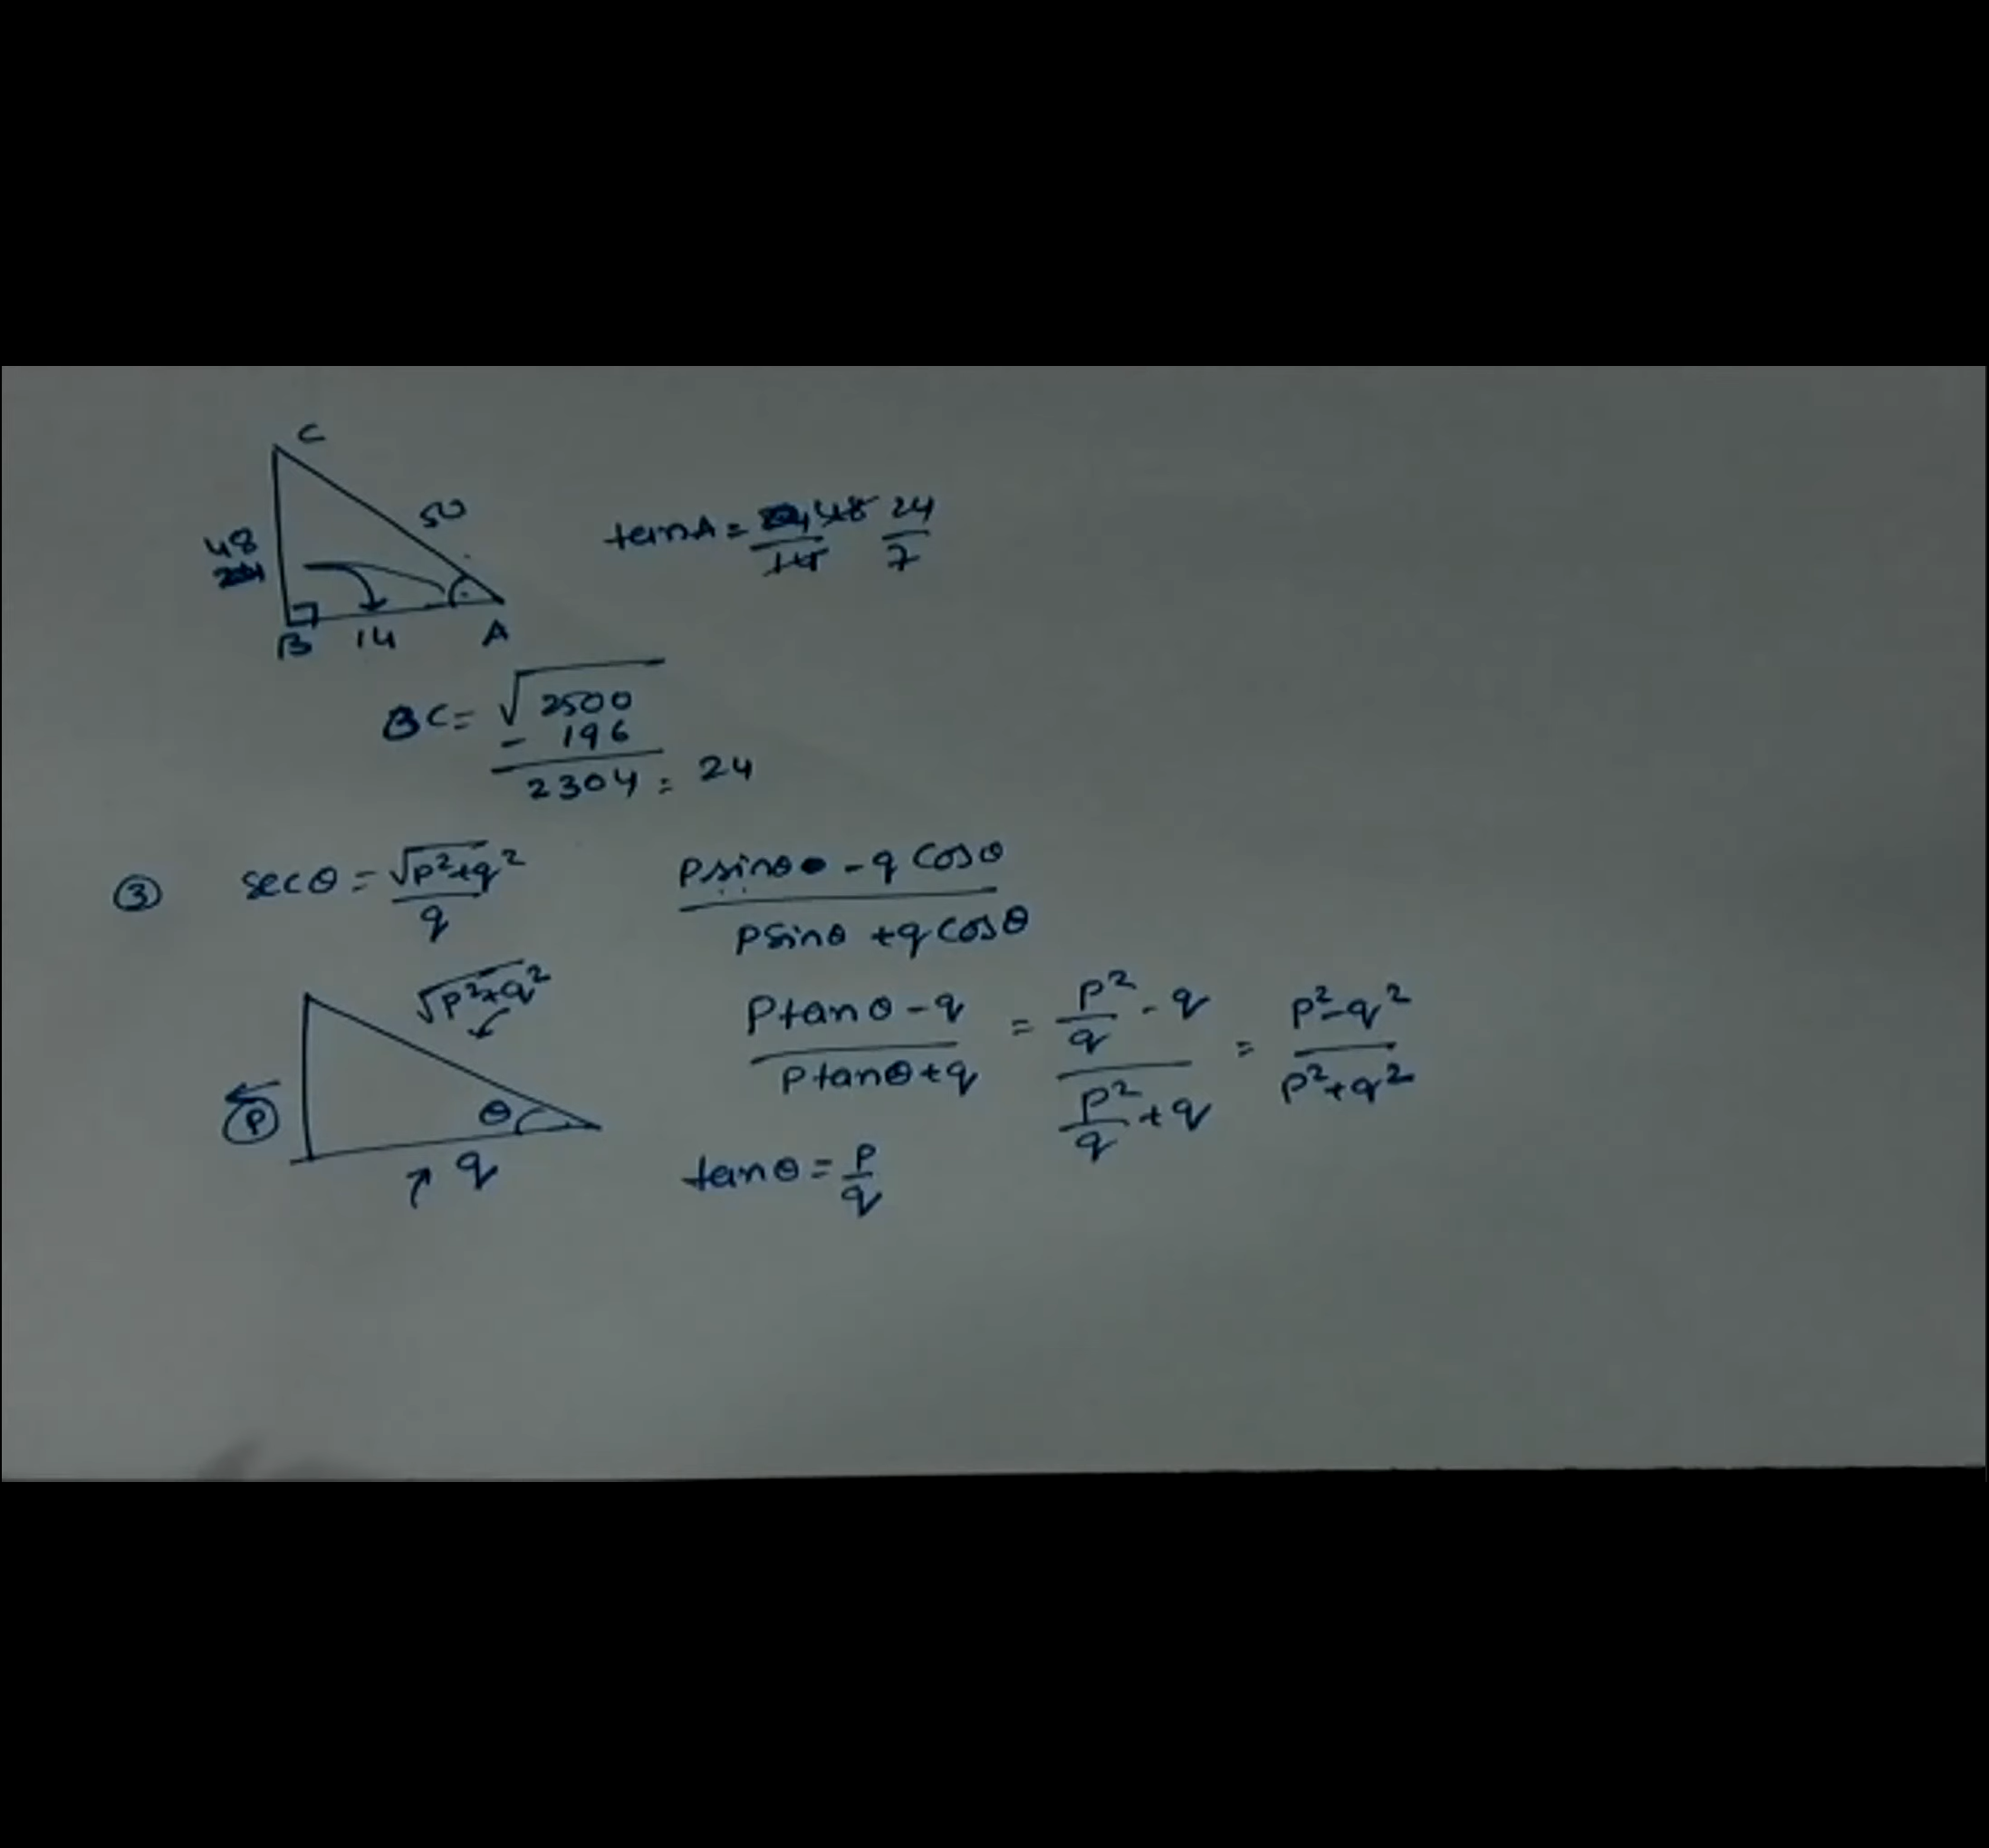 C
50
48
B 14 A
tanA = 48/14 24/7
BC = √2500
- 196
2304 = 24
③ secθ = √p²+q²/q
psinθ - q cosθ / psinθ + q cosθ
√p²+q²
p
θ
q
ptanθ - q / ptanθ + q = p²/q - q / p²/q + q = p²-q² / p²+q²
tanθ = p/q